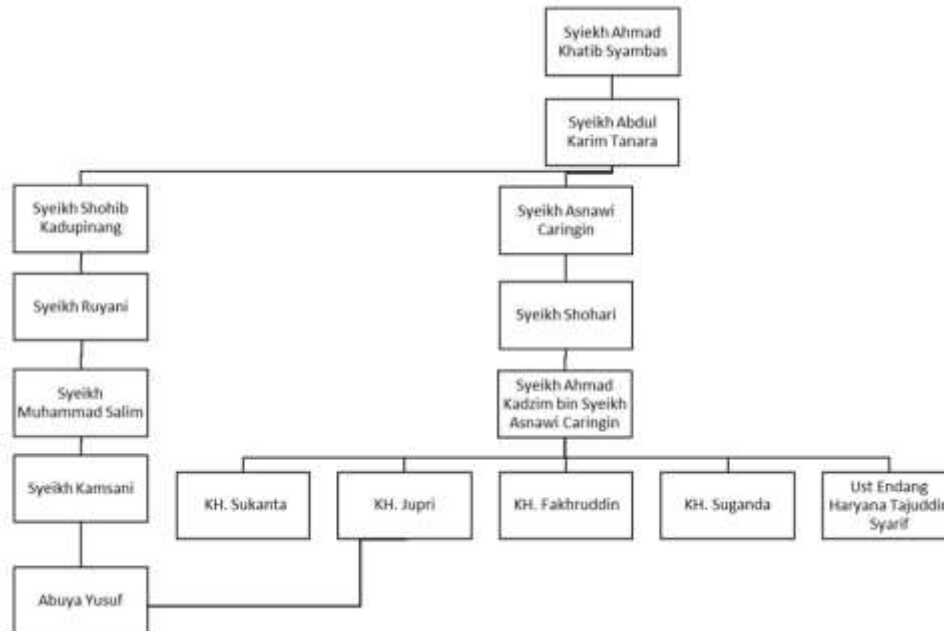 Syiekh Ahmad
Khatib Syambas
Syeikh Abdul
Karim Tanara
Syeikh Shohib
Kadupinang
Syeikh Asnawi
Caringin
Syeikh Ruyani
Syeikh Shohari
Syeikh
Muhammad Salim
Syeikh Ahmad
Kadzim bin Syeikh
Asnawi Caringin
Syeikh Kamsani
KH. Sukanta
KH. Jupri
KH. Fakhruddin
KH. Suganda
Ust Endang
Haryana Tajuddin
Syarif
Abuya Yusuf